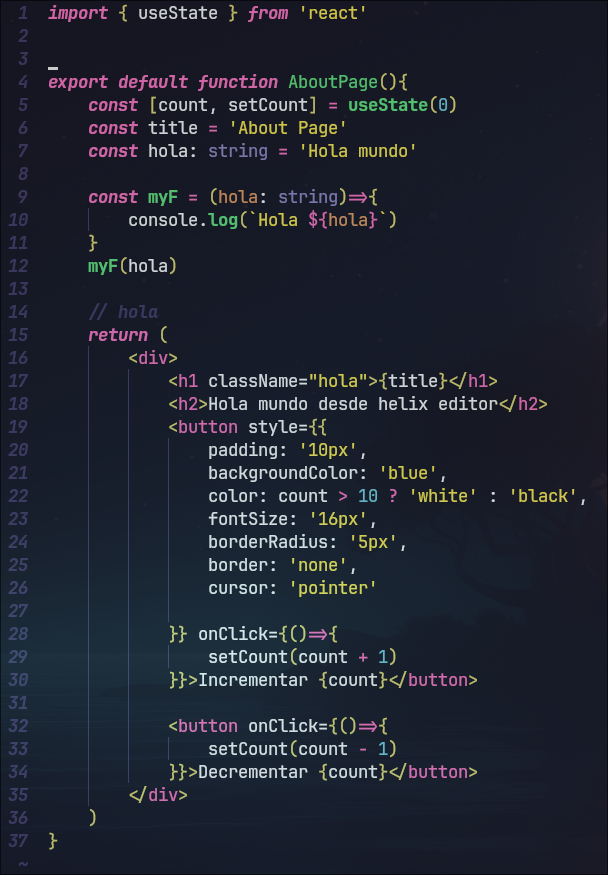 1 import { useState } from 'react'
2
3
4 export default function AboutPage(){
5     const [count, setCount] = useState(0)
6     const title = 'About Page'
7     const hola: string = 'Hola mundo'
8
9     const myF = (hola: string)=>{
10         console.log(`Hola ${hola}`)
11     }
12     myF(hola)
13
14     // hola
15     return (
16         <div>
17             <h1 className="hola">{title}</h1>
18             <h2>Hola mundo desde helix editor</h2>
19             <button style={{
20                 padding: '10px',
21                 backgroundColor: 'blue',
22                 color: count > 10 ? 'white' : 'black',
23                 fontSize: '16px',
24                 borderRadius: '5px',
25                 border: 'none',
26                 cursor: 'pointer'
27
28             }} onClick={()=>{
29                 setCount(count + 1)
30             }}>Incrementar {count}</button>
31
32             <button onClick={()=>{
33                 setCount(count - 1)
34             }}>Decrementar {count}</button>
35         </div>
36     )
37 }
~